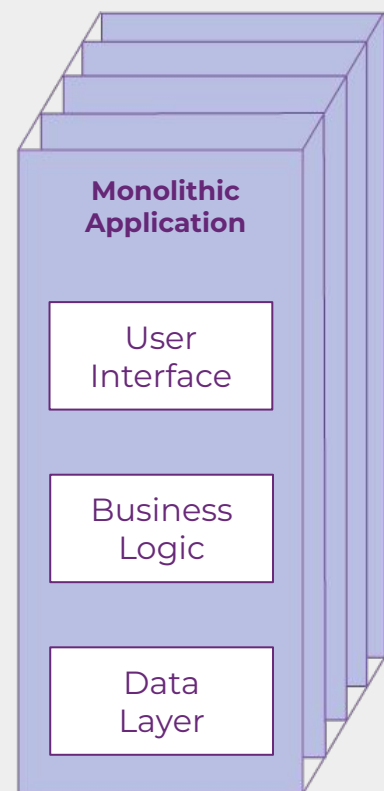 Monolithic
Application
User
Interface
Business
Logic
Data
Layer